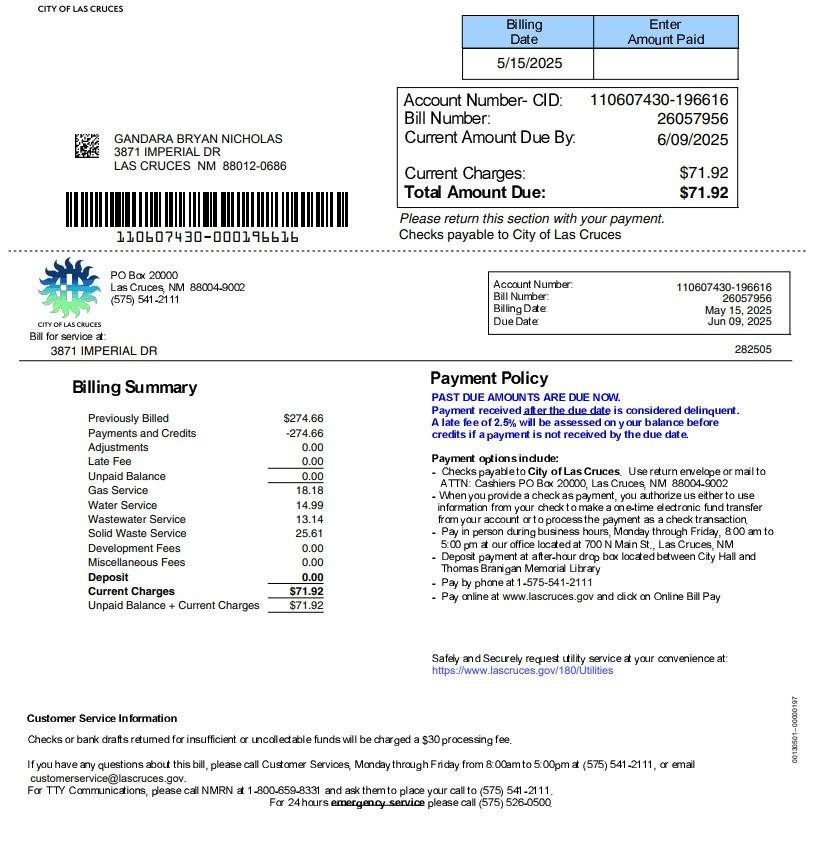 CITY OF LAS CRUCES
Billing Date
Enter Amount Paid
5/15/2025
Account Number- CID: 110607430-196616
Bill Number: 26057956
Current Amount Due By: 6/09/2025
Current Charges: $71.92
Total Amount Due: $71.92
GANDARA BRYAN NICHOLAS
3871 IMPERIAL DR
LAS CRUCES NM 88012-0686
110607430-000196616
Please return this section with your payment.
Checks payable to City of Las Cruces
PO Box 20000
Las Cruces, NM 88004-9002
(575) 541-2111
CITY OF LAS CRUCES
Account Number: 110607430-196616
Bill Number: 26057956
Billing Date: May 15, 2025
Due Date: Jun 09, 2025
Bill for service at:
3871 IMPERIAL DR
282505
Billing Summary
Previously Billed $274.66
Payments and Credits -274.66
Adjustments 0.00
Late Fee 0.00
Unpaid Balance 0.00
Gas Service 18.18
Water Service 14.99
Wastewater Service 13.14
Solid Waste Service 25.61
Development Fees 0.00
Miscellaneous Fees 0.00
Deposit 0.00
Current Charges $71.92
Unpaid Balance + Current Charges $71.92
Payment Policy
PAST DUE AMOUNTS ARE DUE NOW.
Payment received after the due date is considered delinquent.
A late fee of 2.5% will be assessed on your balance before
credits if a payment is not received by the due date.
Payment options include:
- Checks payable to City of Las Cruces. Use return envelope or mail to
ATTN: Cashiers PO Box 20000, Las Cruces, NM 88004-9002
- When you provide a check as payment, you authorize us either to use
information from your check to make a one-time electronic fund transfer
from your account or to process the payment as a check transaction.
- Pay in person during business hours, Monday through Friday, 8:00 am to
5:00 pm at our office located at 700 N Main St., Las Cruces, NM
- Deposit payment at after-hour drop box located between City Hall and
Thomas Branigan Memorial Library
- Pay by phone at 1-575-541-2111
- Pay online at www.lascruces.gov and click on Online Bill Pay
Safely and Securely request utility service at your convenience at:
https://www.lascruces.gov/180/Utilities
00130501--00000197
Customer Service Information
Checks or bank drafts returned for insufficient or uncollectable funds will be charged a $30 processing fee.
If you have any questions about this bill, please call Customer Services, Monday through Friday from 8:00am to 5:00pm at (575) 541-2111, or email
customerservice@lascruces.gov.
For TTY Communications, please call NMRN at 1-800-659-8331 and ask them to place your call to (575) 541-2111.
For 24 hours emergency service please call (575) 526-0500.